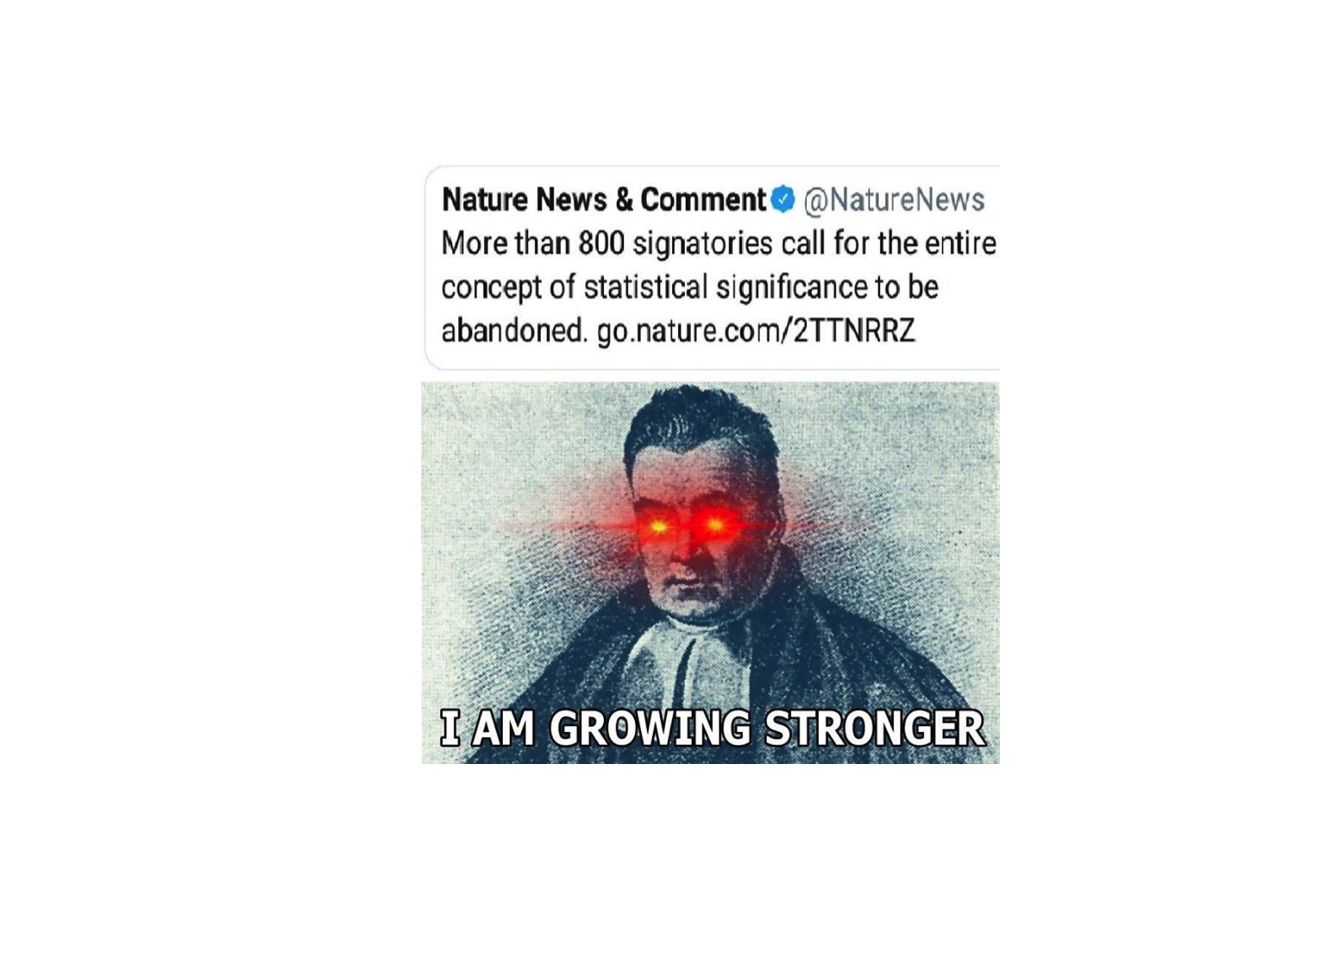 Nature News & Comment @NatureNews
More than 800 signatories call for the entire
concept of statistical significance to be
abandoned. go.nature.com/2TTNRRZ
I AM GROWING STRONGER